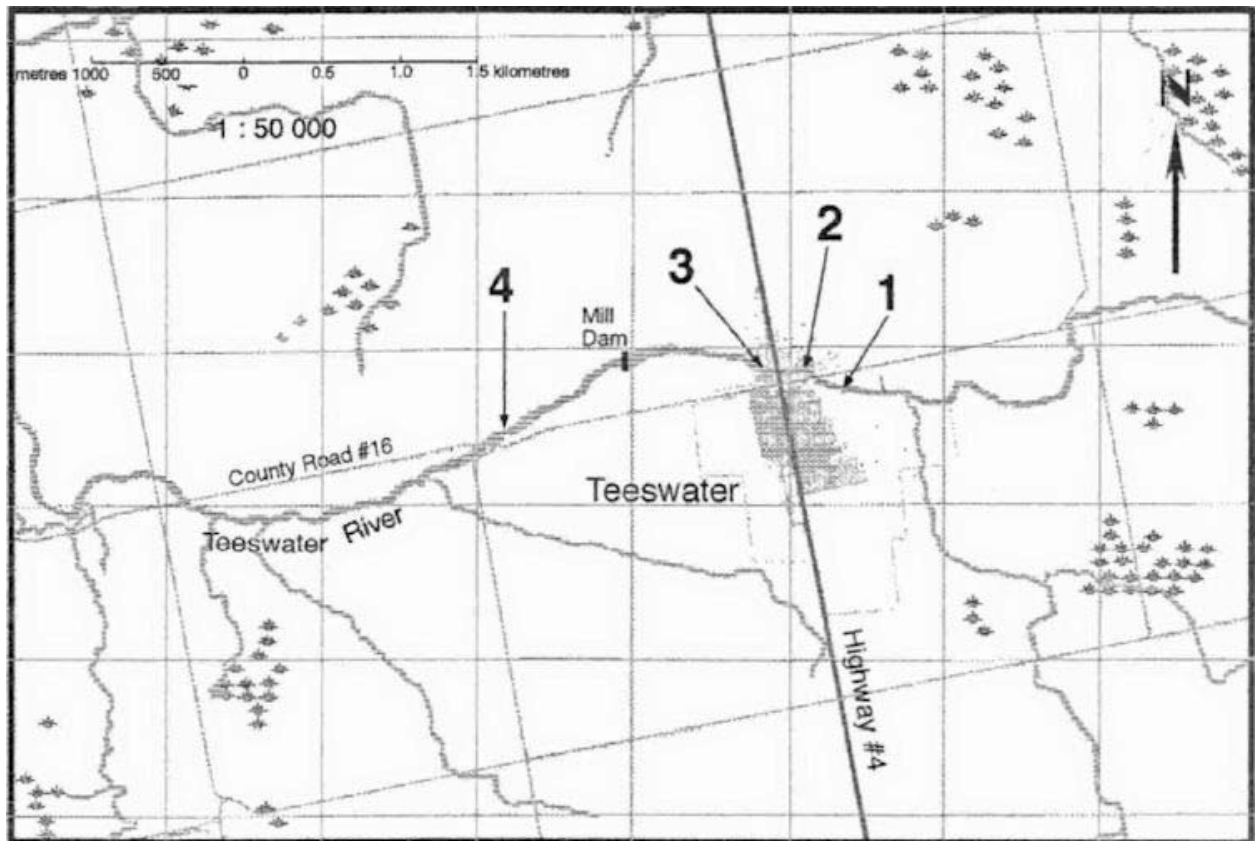 metres 1000 500 0 0.5 1.0 1.5 kilometres
1 : 50 000
N
2
3
1
4
Mill
Dam
County Road #16
Teeswater
Teeswater River
Highway #4